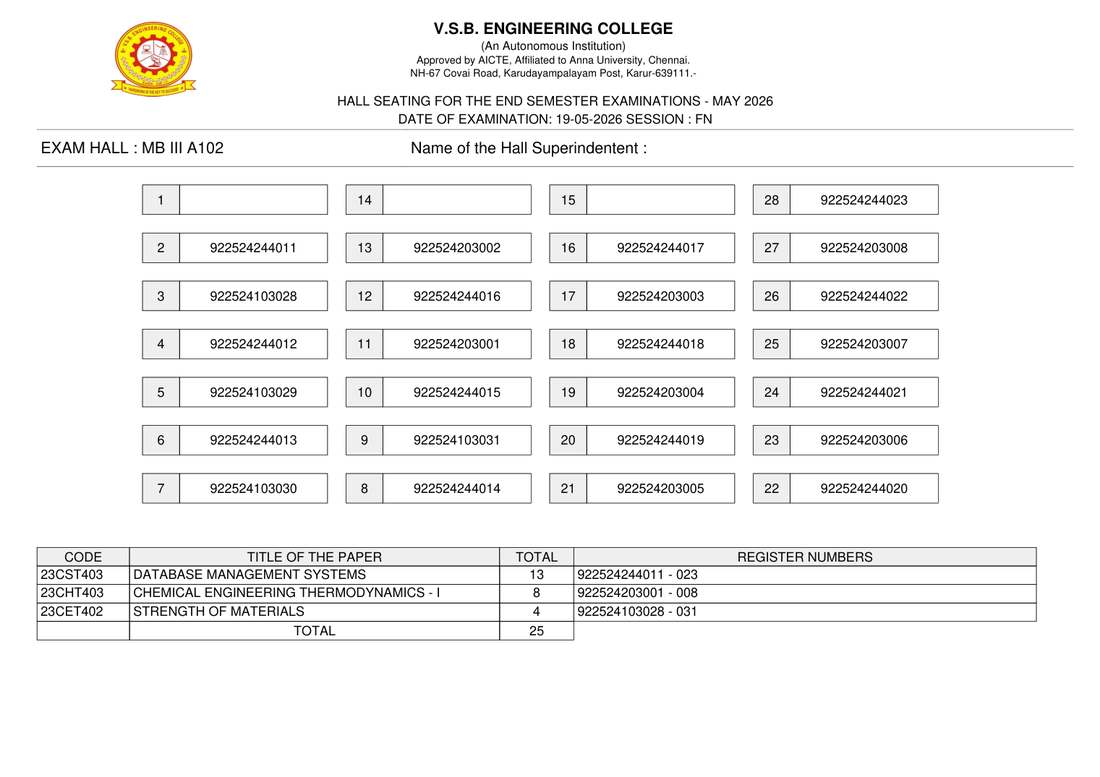 V.S.B. ENGINEERING COLLEGE
(An Autonomous Institution)
Approved by AICTE, Affiliated to Anna University, Chennai.
NH-67 Covai Road, Karudayampalayam Post, Karur-639111.-
HALL SEATING FOR THE END SEMESTER EXAMINATIONS - MAY 2026
DATE OF EXAMINATION: 19-05-2026 SESSION : FN
EXAM HALL : MB III A102 Name of the Hall Superindentent :
1 14 15 28 922524244023
2 922524244011 13 922524203002 16 922524244017 27 922524203008
3 922524103028 12 922524244016 17 922524203003 26 922524244022
4 922524244012 11 922524203001 18 922524244018 25 922524203007
5 922524103029 10 922524244015 19 922524203004 24 922524244021
6 922524244013 9 922524103031 20 922524244019 23 922524203006
7 922524103030 8 922524244014 21 922524203005 22 922524244020
CODE TITLE OF THE PAPER TOTAL REGISTER NUMBERS
23CST403 DATABASE MANAGEMENT SYSTEMS 13 922524244011 - 023
23CHT403 CHEMICAL ENGINEERING THERMODYNAMICS - I 8 922524203001 - 008
23CET402 STRENGTH OF MATERIALS 4 922524103028 - 031
TOTAL 25